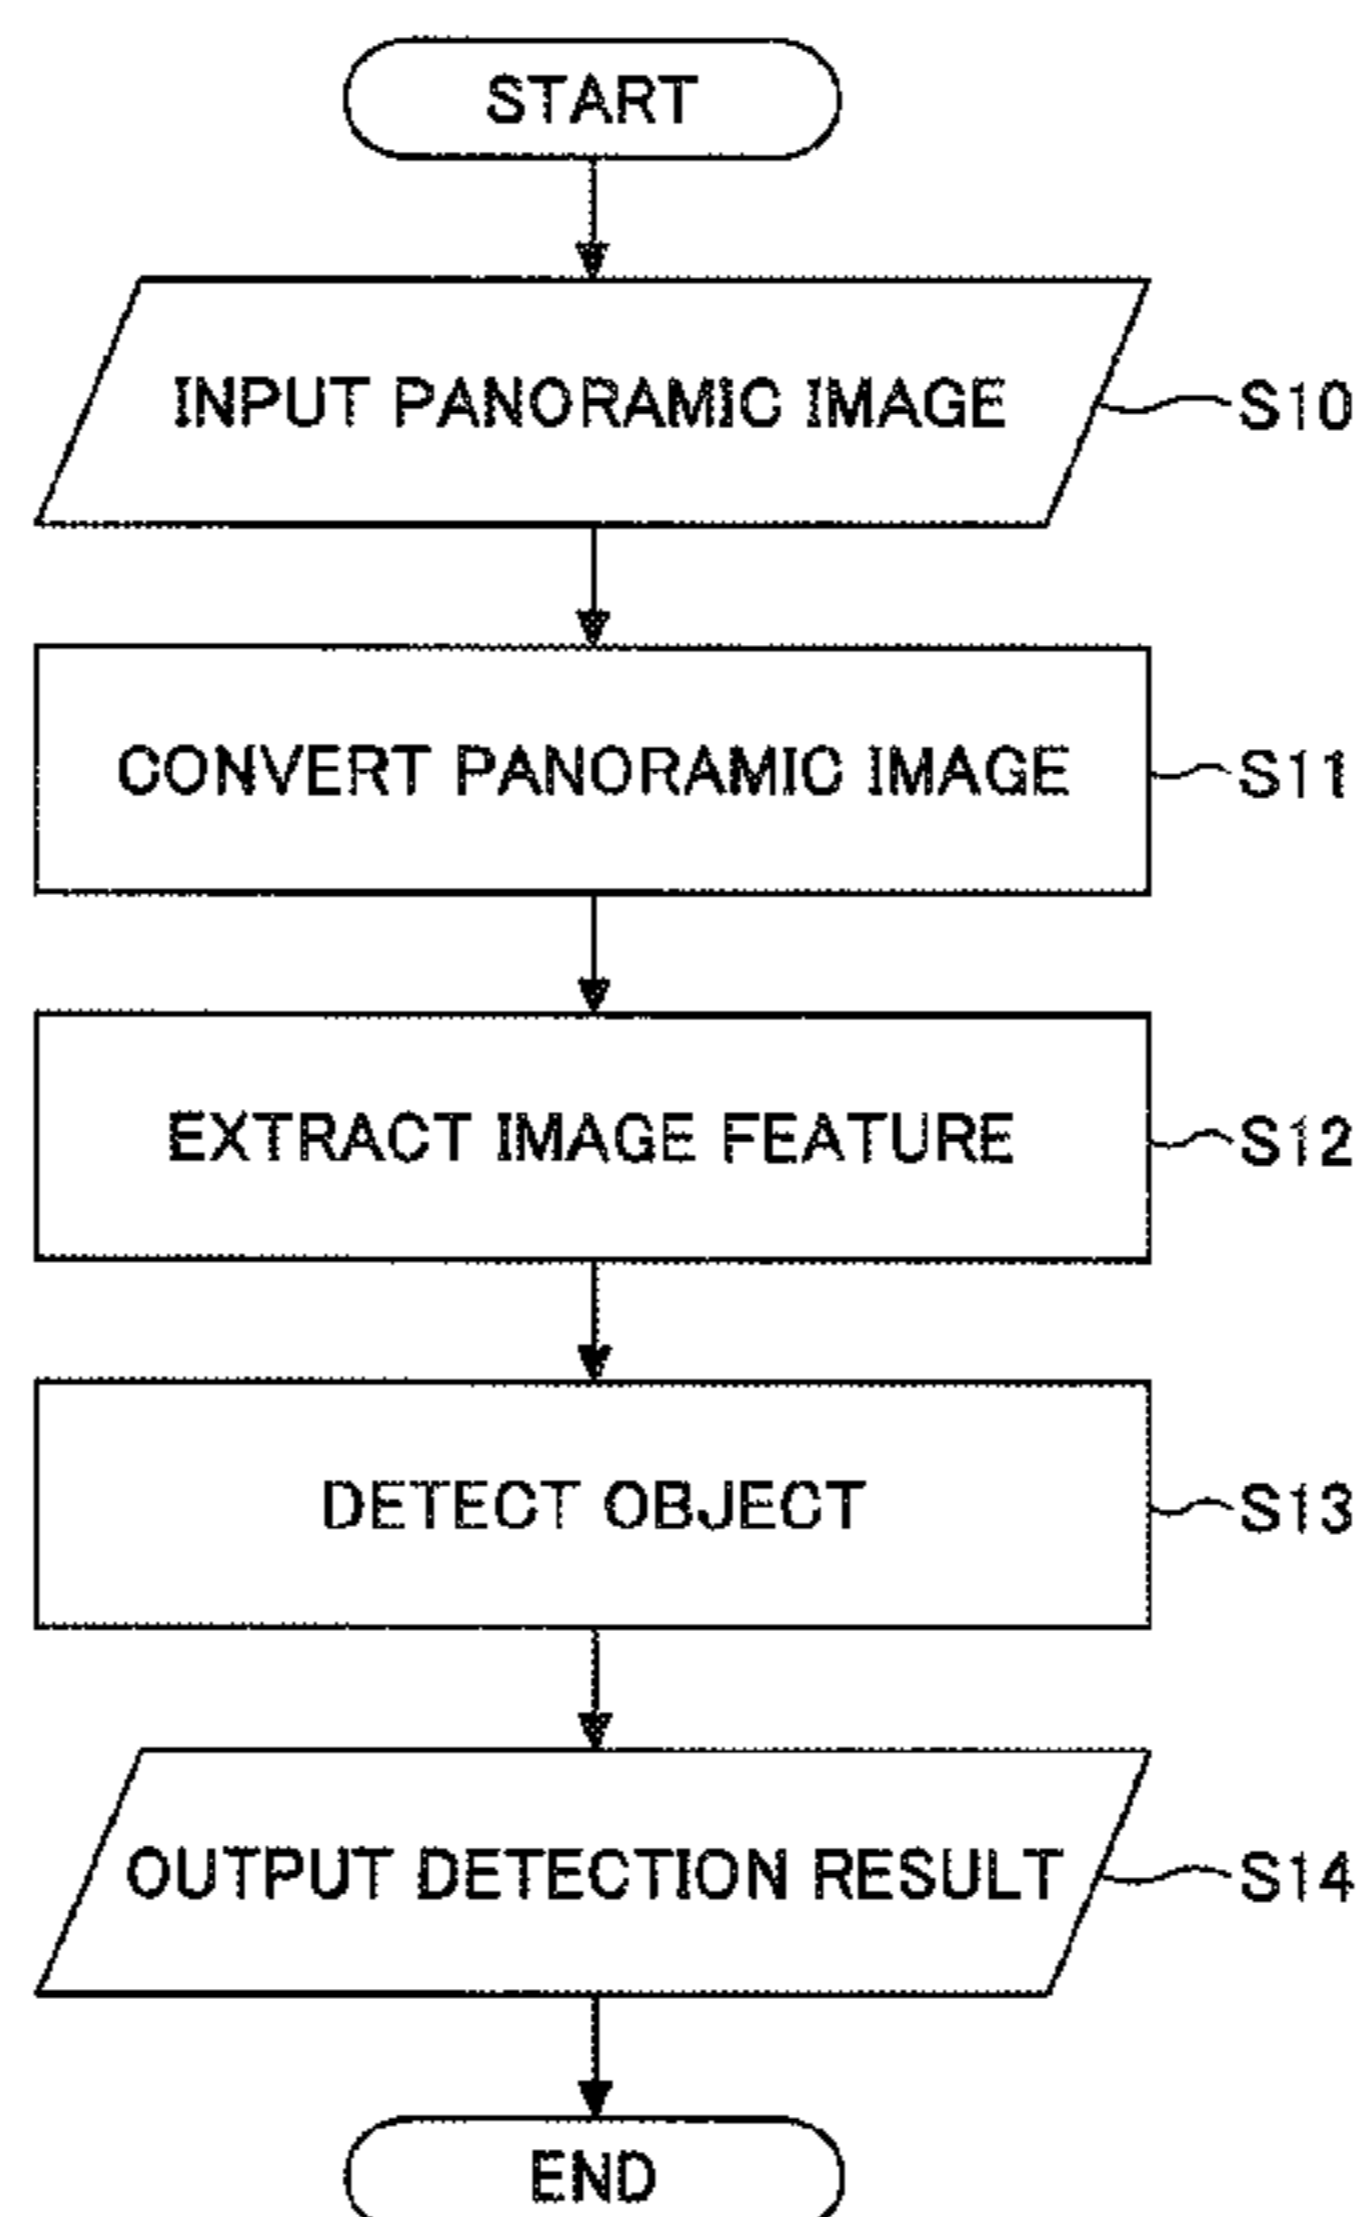 START
INPUT PANORAMIC IMAGE
S10
CONVERT PANORAMIC IMAGE
S11
EXTRACT IMAGE FEATURE
S12
DETECT OBJECT
S13
OUTPUT DETECTION RESULT
S14
END